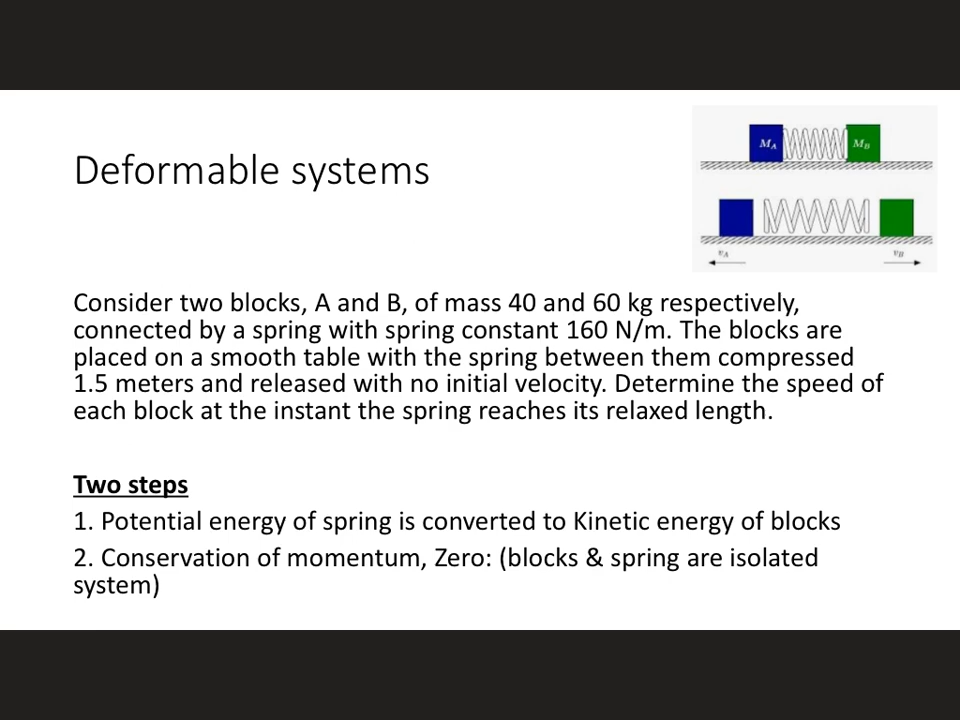 Deformable systems
M_A M_B
v_A v_B
Consider two blocks, A and B, of mass 40 and 60 kg respectively,
connected by a spring with spring constant 160 N/m. The blocks are
placed on a smooth table with the spring between them compressed
1.5 meters and released with no initial velocity. Determine the speed of
each block at the instant the spring reaches its relaxed length.
Two steps
1. Potential energy of spring is converted to Kinetic energy of blocks
2. Conservation of momentum, Zero: (blocks & spring are isolated
system)